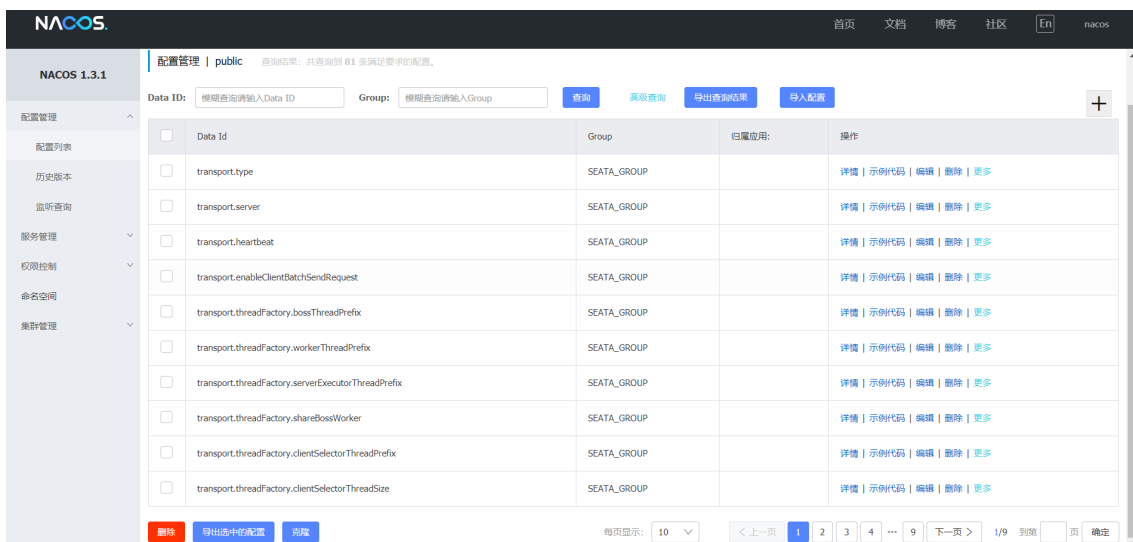 NACOS.
首页 文档 博客 社区 En nacos
NACOS 1.3.1
配置管理
配置列表
历史版本
监听查询
服务管理
权限控制
命名空间
集群管理
配置管理 | public 查询结果：共查询到 81 条满足要求的配置。
Data ID: 模糊查询请输入Data ID Group: 模糊查询请输入Group 查询 高级查询 导出查询结果 导入配置
Data Id Group 归属应用: 操作
transport.type SEATA_GROUP 详情 | 示例代码 | 编辑 | 删除 | 更多
transport.server SEATA_GROUP 详情 | 示例代码 | 编辑 | 删除 | 更多
transport.heartbeat SEATA_GROUP 详情 | 示例代码 | 编辑 | 删除 | 更多
transport.enableClientBatchSendRequest SEATA_GROUP 详情 | 示例代码 | 编辑 | 删除 | 更多
transport.threadFactory.bossThreadPrefix SEATA_GROUP 详情 | 示例代码 | 编辑 | 删除 | 更多
transport.threadFactory.workerThreadPrefix SEATA_GROUP 详情 | 示例代码 | 编辑 | 删除 | 更多
transport.threadFactory.serverExecutorThreadPrefix SEATA_GROUP 详情 | 示例代码 | 编辑 | 删除 | 更多
transport.threadFactory.shareBossWorker SEATA_GROUP 详情 | 示例代码 | 编辑 | 删除 | 更多
transport.threadFactory.clientSelectorThreadPrefix SEATA_GROUP 详情 | 示例代码 | 编辑 | 删除 | 更多
transport.threadFactory.clientSelectorThreadSize SEATA_GROUP 详情 | 示例代码 | 编辑 | 删除 | 更多
删除 导出选中的配置 克隆 每页显示: 10 < 上一页 1 2 3 4 ... 9 下一页 > 1/9 到第 页 确定